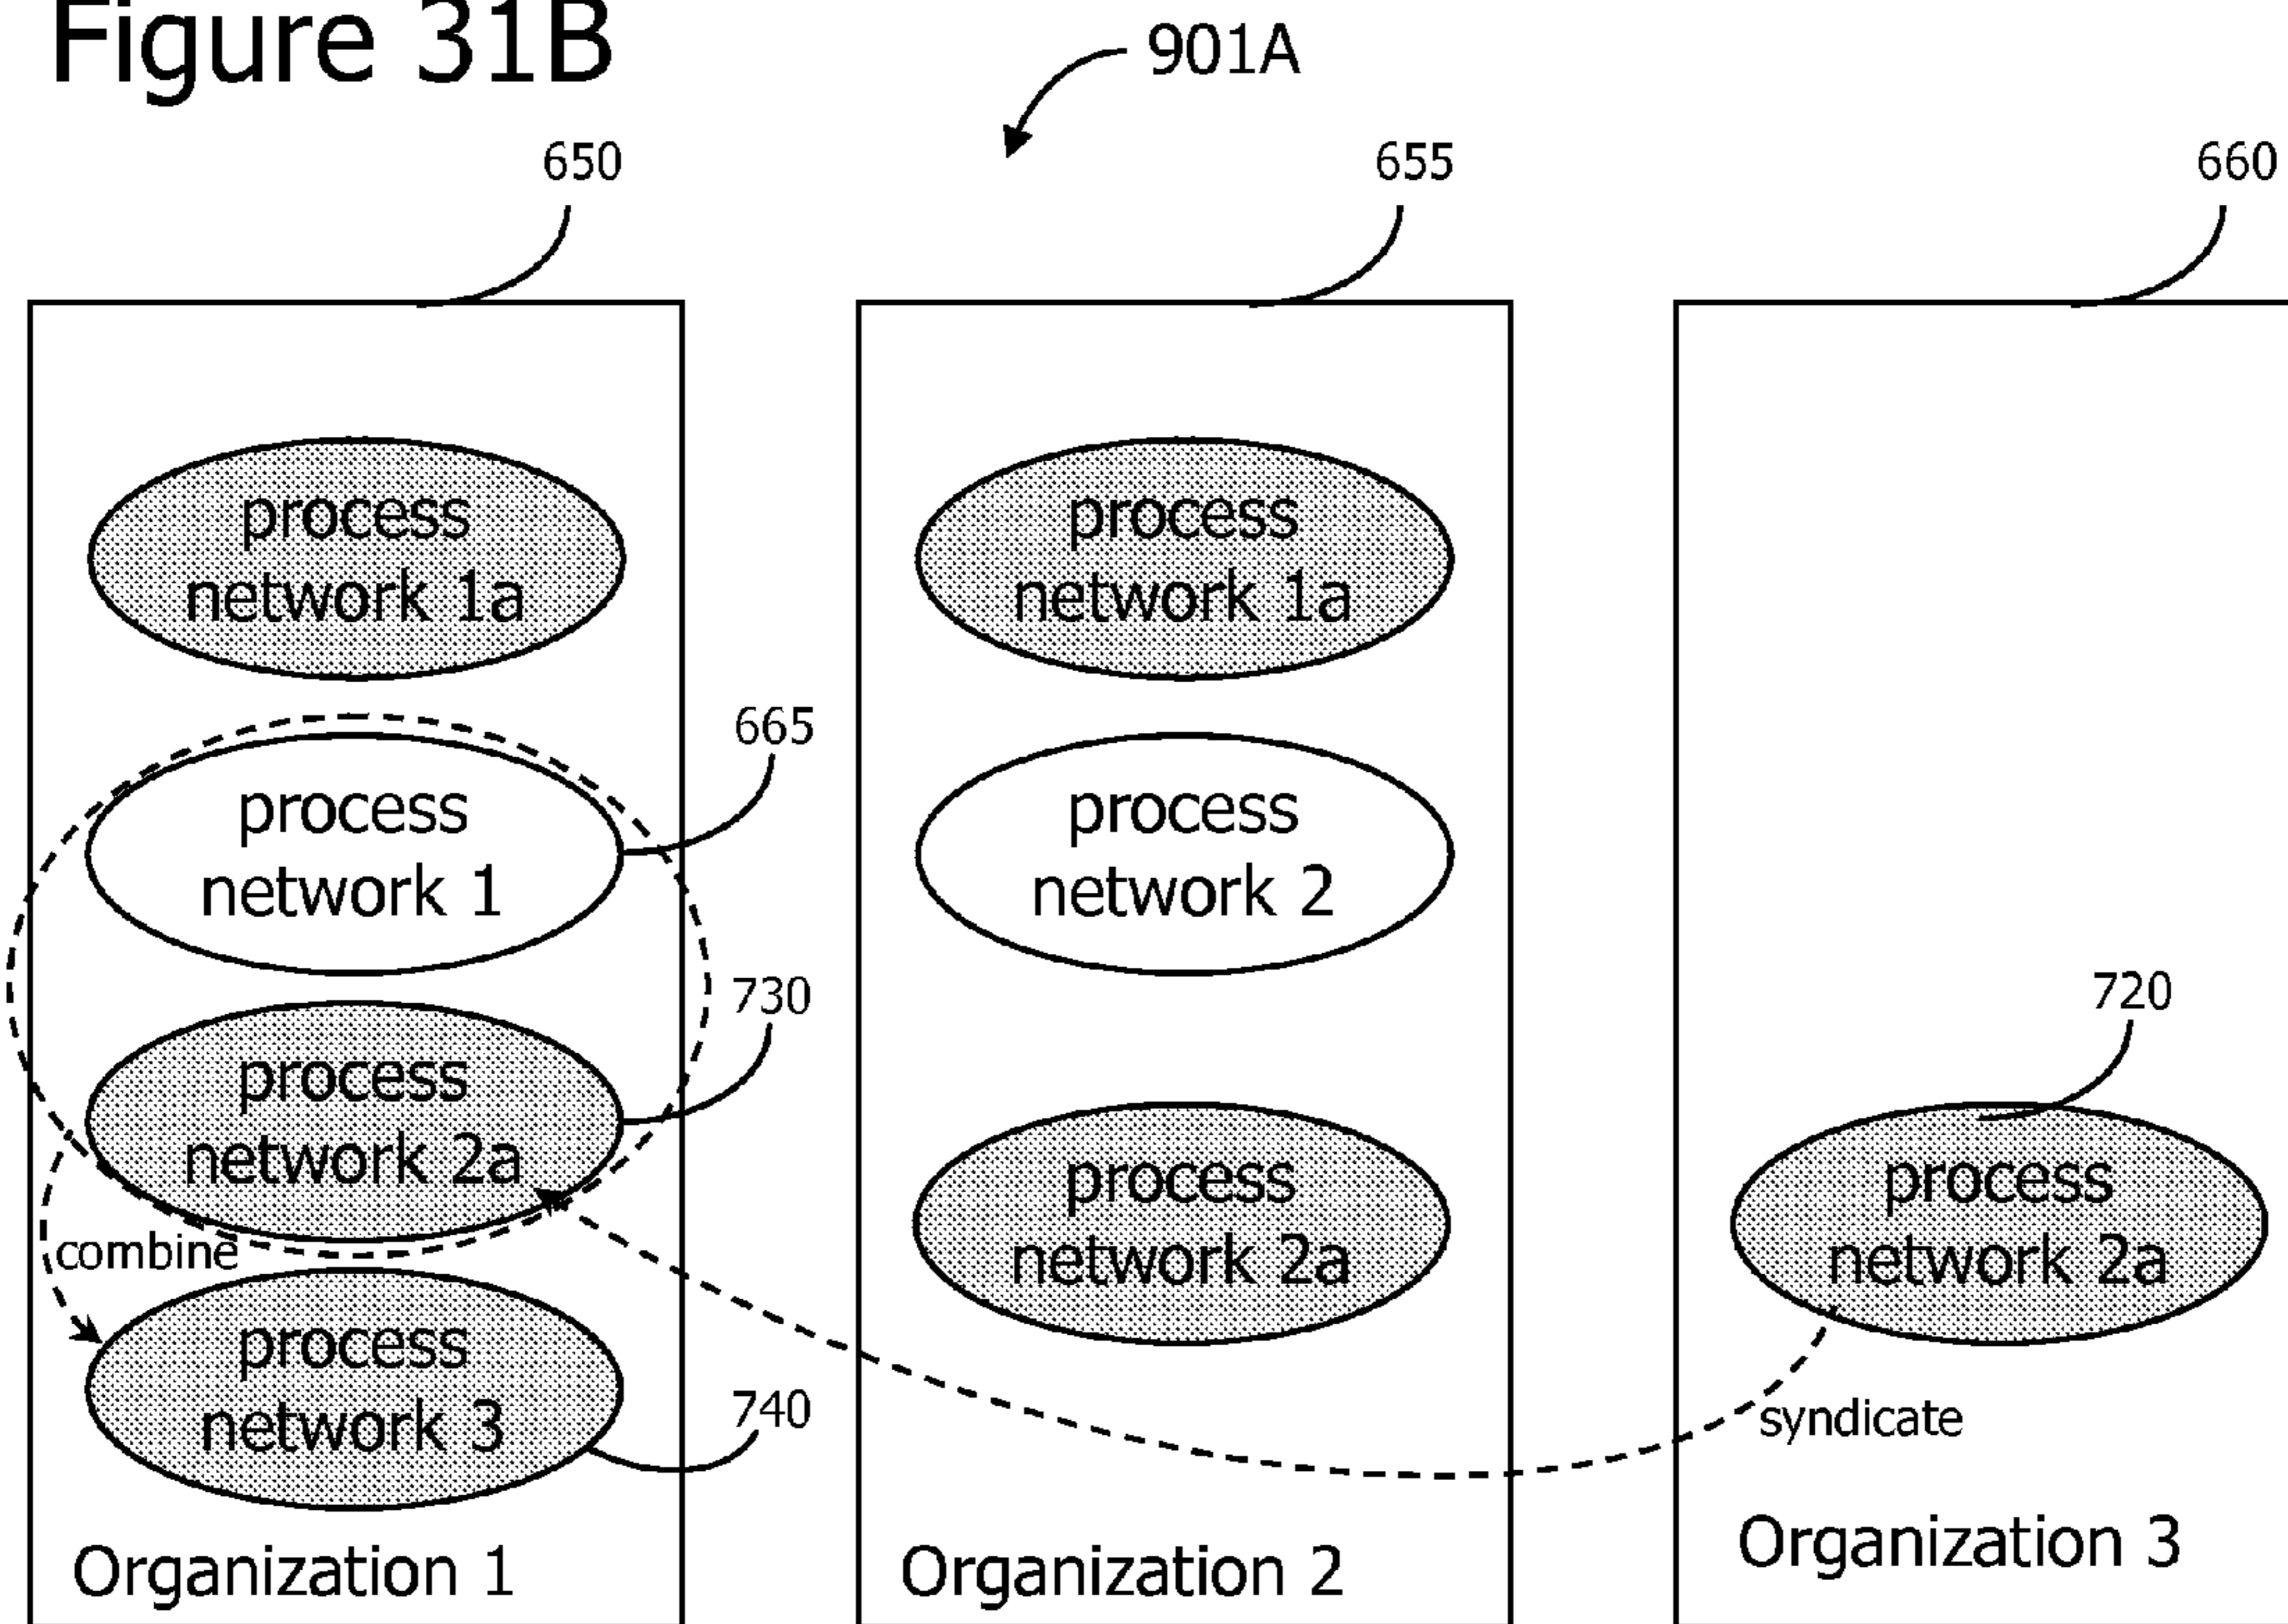 Figure 31B
901A
650
655
660
process
network 1a
process
network 1a
665
process
network 1
process
network 2
730
720
process
network 2a
process
network 2a
process
network 2a
combine
process
network 3
740
syndicate
Organization 1
Organization 2
Organization 3